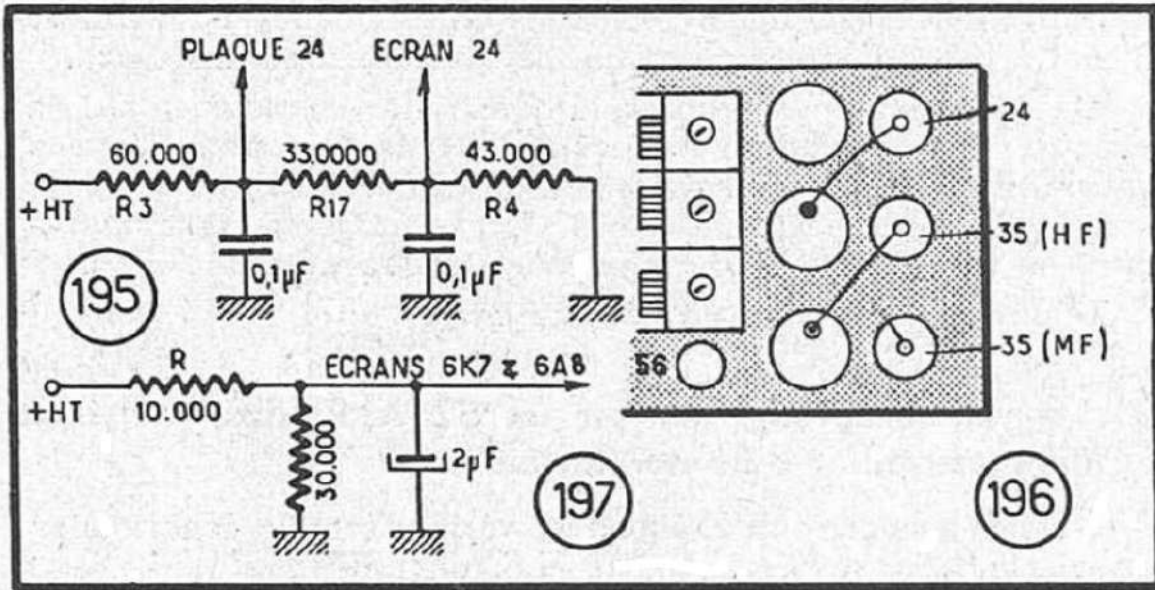 PLAQUE 24
ECRAN 24
60.000
33.0000
43.000
+HT
R3
R17
R4
0,1µF
0,1µF
195
R
ECRANS 6K7 & 6A8
+HT
10.000
30.000
2µF
197
24
35 (HF)
35 (MF)
56
196